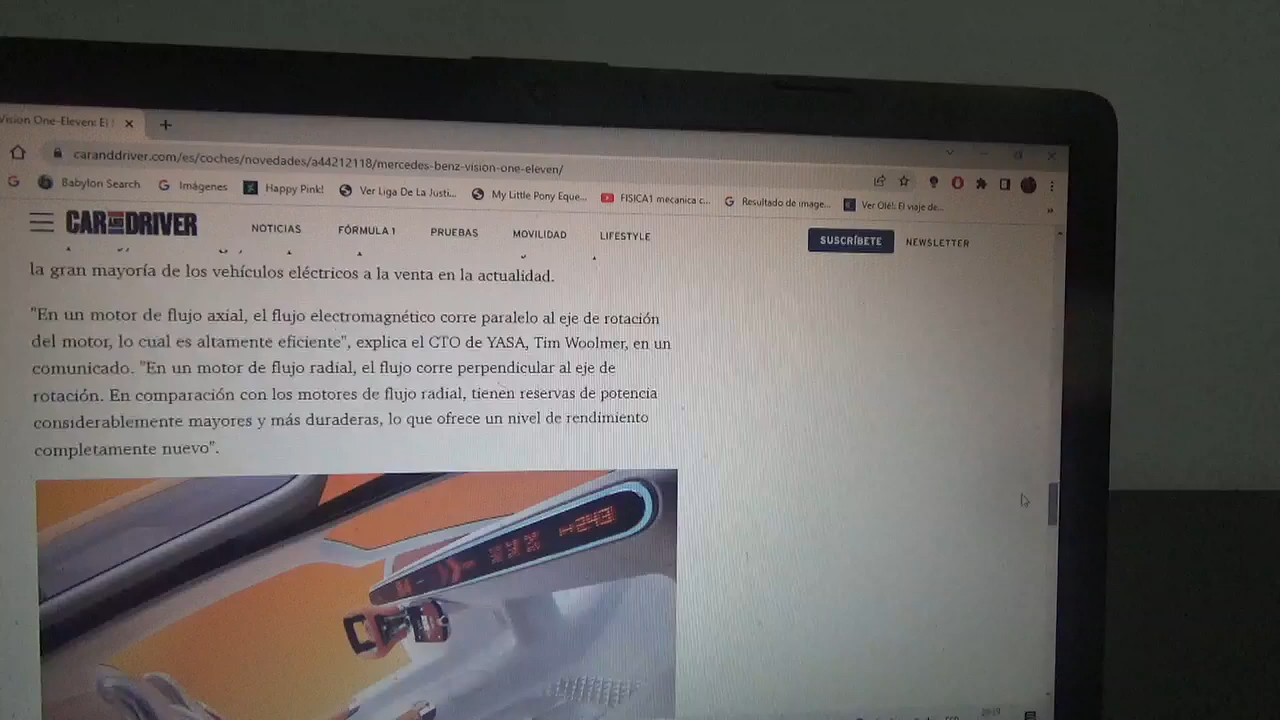 Vision One-Eleven: El
caranddriver.com/es/coches/novedades/a44212118/mercedes-benz-vision-one-eleven/
Babylon Search Imágenes Happy Pink! Ver Liga De La Justi... My Little Pony Eque... FISICA1 mecanica c... Resultado de image... Ver Olé!: El viaje de...
CAR AND DRIVER NOTICIAS FÓRMULA 1 PRUEBAS MOVILIDAD LIFESTYLE SUSCRÍBETE NEWSLETTER
la gran mayoría de los vehículos eléctricos a la venta en la actualidad.
"En un motor de flujo axial, el flujo electromagnético corre paralelo al eje de rotación
del motor, lo cual es altamente eficiente", explica el CTO de YASA, Tim Woolmer, en un
comunicado. "En un motor de flujo radial, el flujo corre perpendicular al eje de
rotación. En comparación con los motores de flujo radial, tienen reservas de potencia
considerablemente mayores y más duraderas, lo que ofrece un nivel de rendimiento
completamente nuevo".